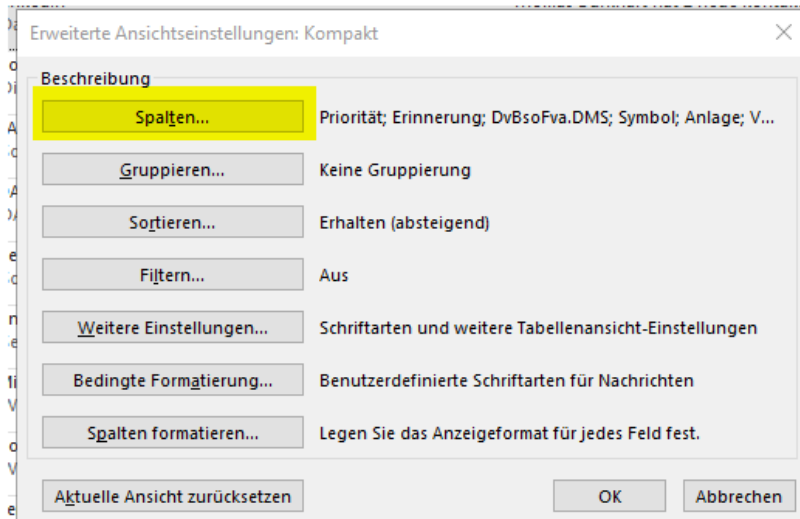 Erweiterte Ansichtseinstellungen: Kompakt
Beschreibung
Spalten... Priorität; Erinnerung; DvBsoFva.DMS; Symbol; Anlage; V...
Gruppieren... Keine Gruppierung
Sortieren... Erhalten (absteigend)
Filtern... Aus
Weitere Einstellungen... Schriftarten und weitere Tabellenansicht-Einstellungen
Bedingte Formatierung... Benutzerdefinierte Schriftarten für Nachrichten
Spalten formatieren... Legen Sie das Anzeigeformat für jedes Feld fest.
Aktuelle Ansicht zurücksetzen OK Abbrechen